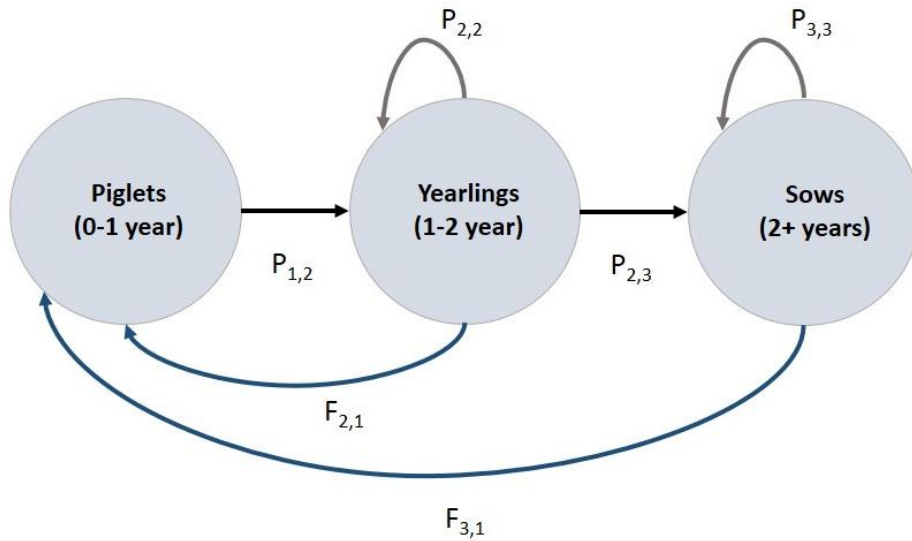 P2,2
P3,3
Piglets
(0-1 year)
Yearlings
(1-2 year)
Sows
(2+ years)
P1,2
P2,3
F2,1
F3,1